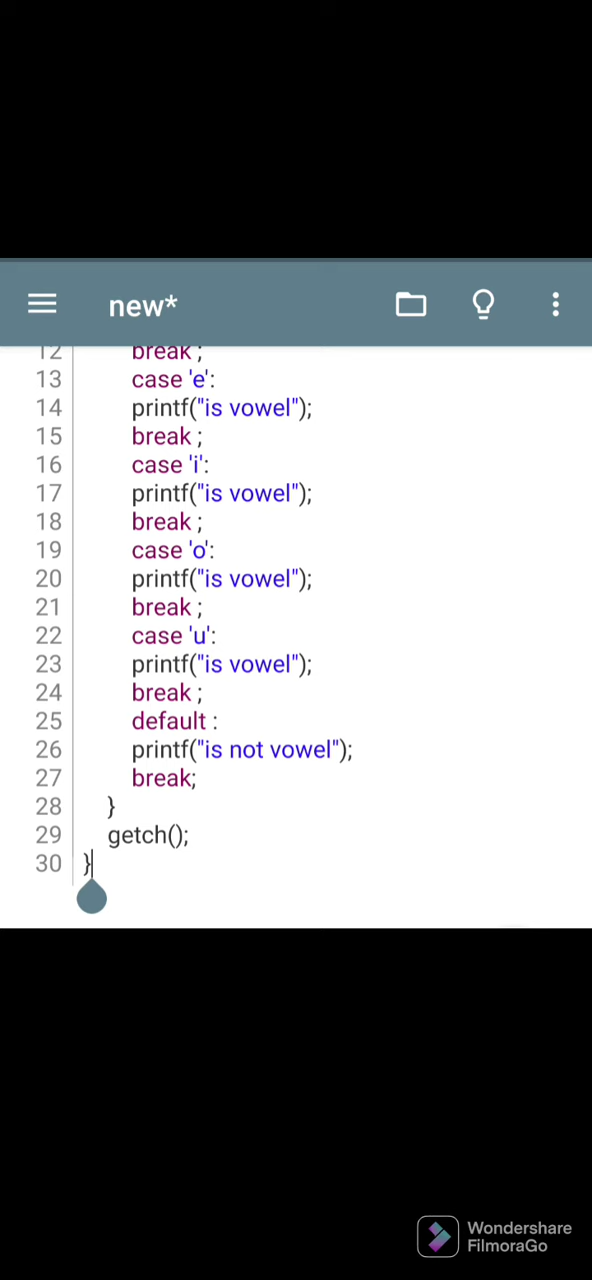 new*
12 break ;
13 case 'e':
14 printf("is vowel");
15 break ;
16 case 'i':
17 printf("is vowel");
18 break ;
19 case 'o':
20 printf("is vowel");
21 break ;
22 case 'u':
23 printf("is vowel");
24 break ;
25 default :
26 printf("is not vowel");
27 break;
28 }
29 getch();
30 }
Wondershare
FilmoraGo